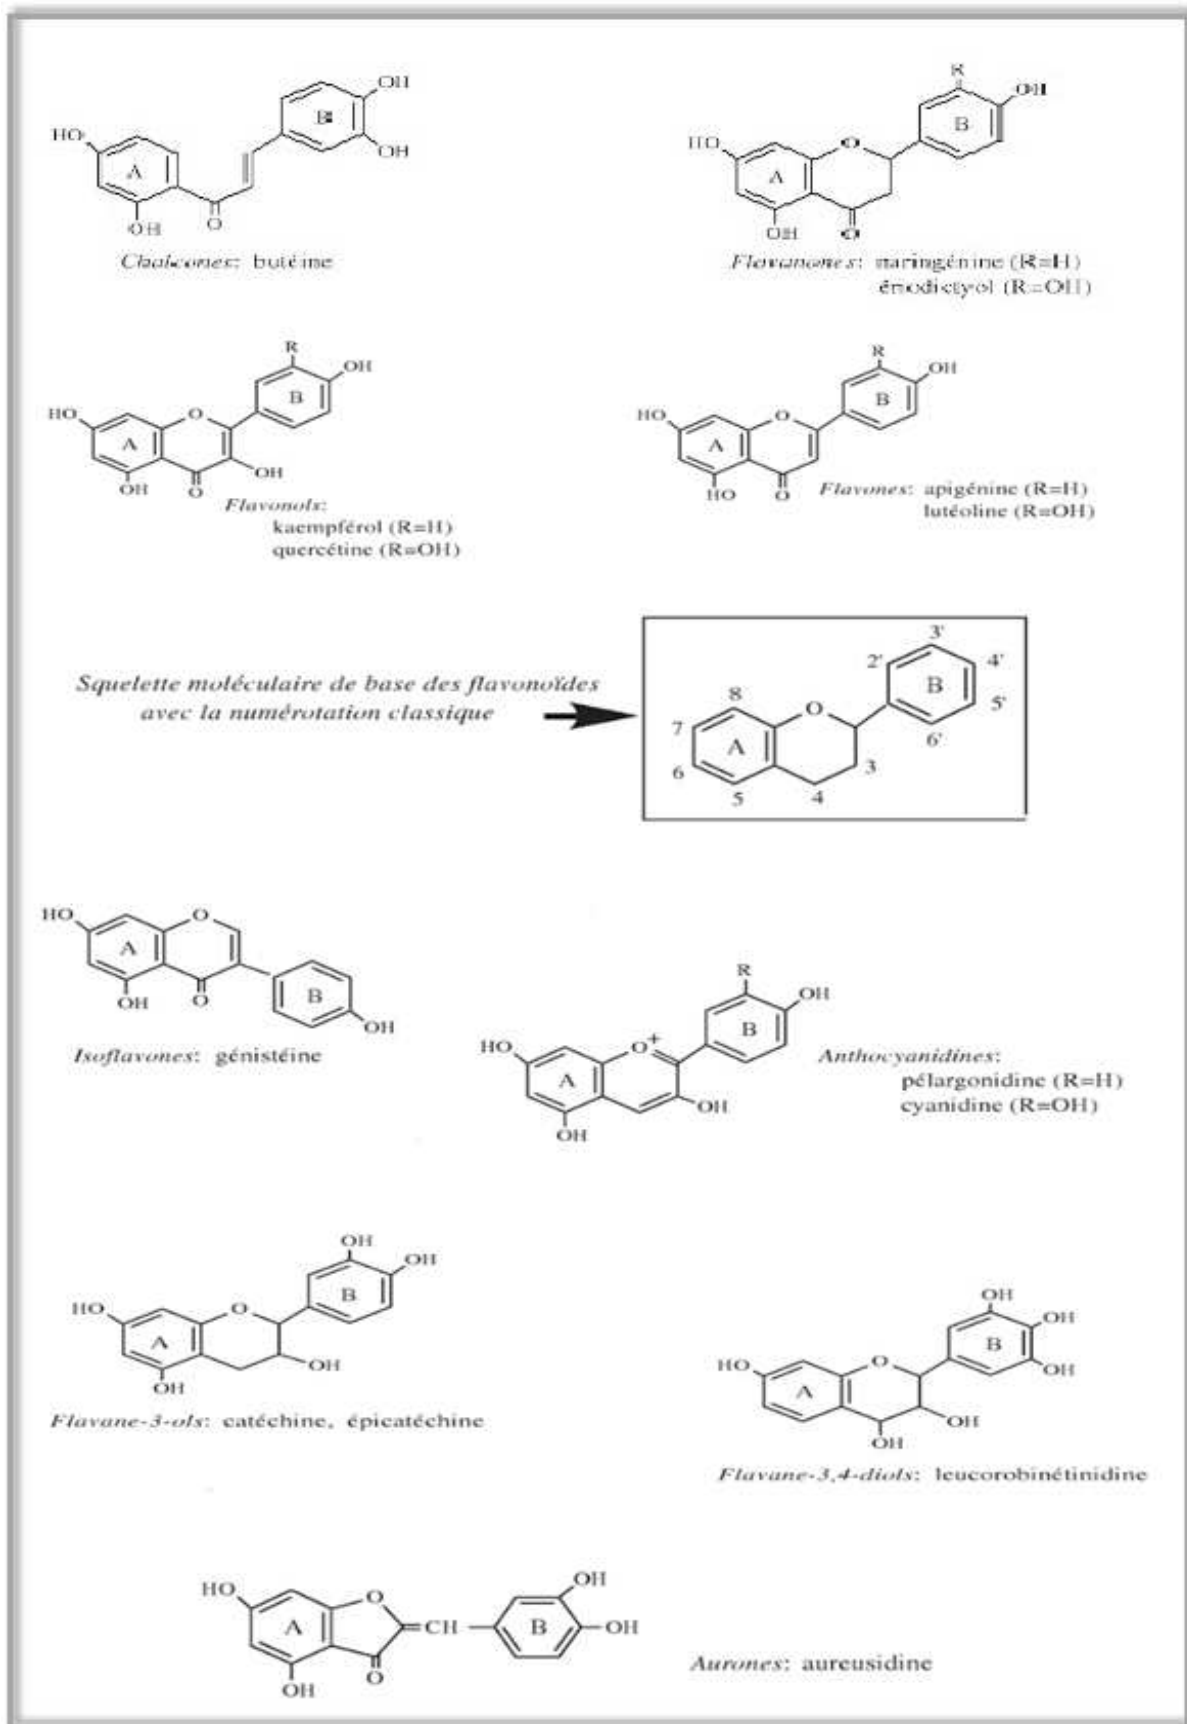 OH
HO
B
OH
A
OH
O
Chalcones: butéine
R
OH
B
HO
O
A
OH
O
Flavanones: naringénine (R=H)
émodictyol (R=OH)
R
OH
B
HO
O
A
OH
OH
O
Flavonols:
kaempférol (R=H)
quercétine (R=OH)
R
OH
B
HO
O
A
HO
O
Flavones: apigénine (R=H)
lutéoline (R=OH)
Squelette moléculaire de base des flavonoïdes
avec la numérotation classique
3'
2'
4'
B
8
5'
O
7
6'
A
6
3
5
4
HO
O
A
OH
O
B
OH
Isoflavones: génistéine
R
OH
B
HO
O+
A
OH
OH
Anthocyanidines:
pélargonidine (R=H)
cyanidine (R=OH)
OH
OH
B
HO
O
A
OH
OH
Flavane-3-ols: catéchine, épicatéchine
OH
OH
B
OH
HO
O
A
OH
OH
Flavane-3,4-diols: leucorobinétinidine
HO
O
OH
A
CH
B
OH
O
OH
Aurones: aureusidine